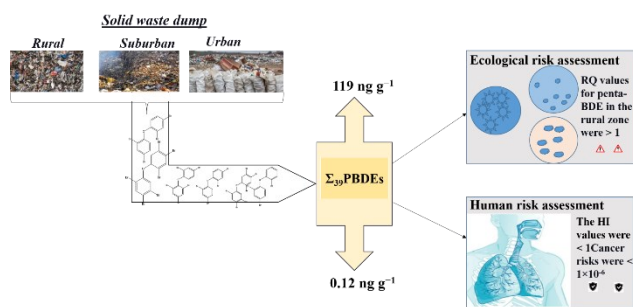 Solid waste dump
Rural
Suburban
Urban
119 ng g⁻¹
Σ₃₉PBDEs
0.12 ng g⁻¹
Ecological risk assessment
RQ values
for penta-
BDE in the
rural zone
were > 1
Human risk assessment
The HI
values were
< 1Cancer
risks were <
1×10⁻⁶